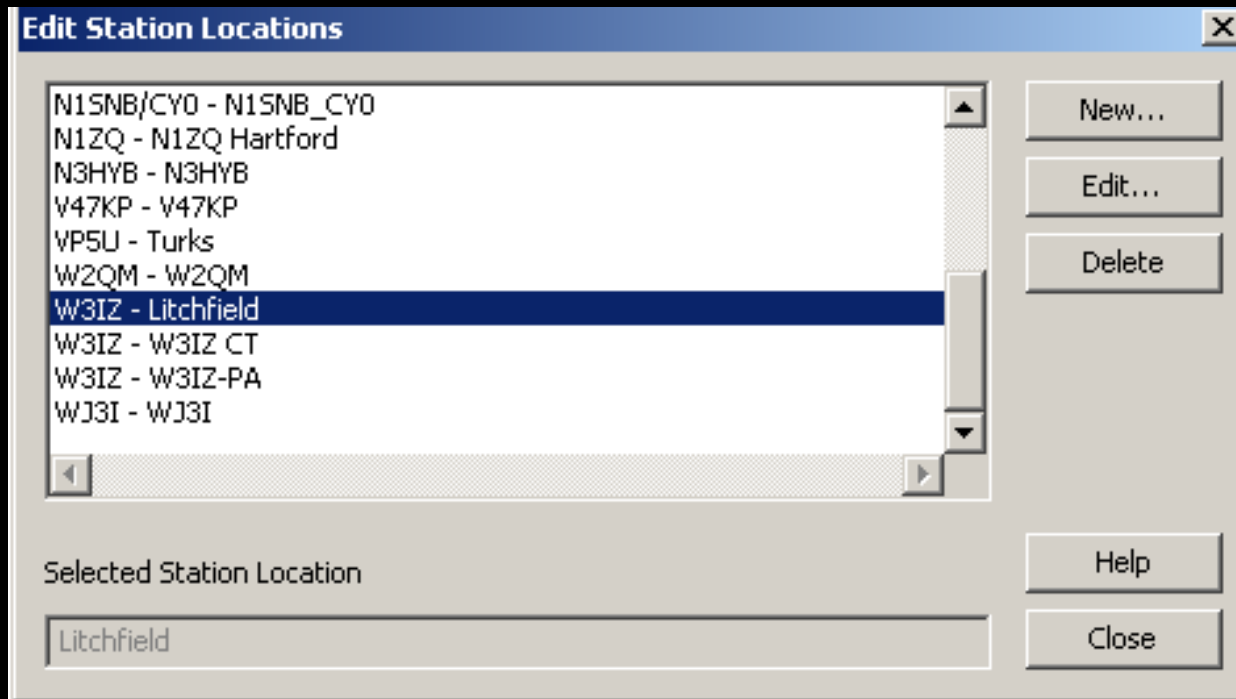 Edit Station Locations
N1SNB/CY0 - N1SNB_CY0
N1ZQ - N1ZQ Hartford
N3HYB - N3HYB
V47KP - V47KP
VP5U - Turks
W2QM - W2QM
W3IZ - Litchfield
W3IZ - W3IZ CT
W3IZ - W3IZ-PA
WJ3I - WJ3I
New...
Edit...
Delete
Selected Station Location
Litchfield
Help
Close